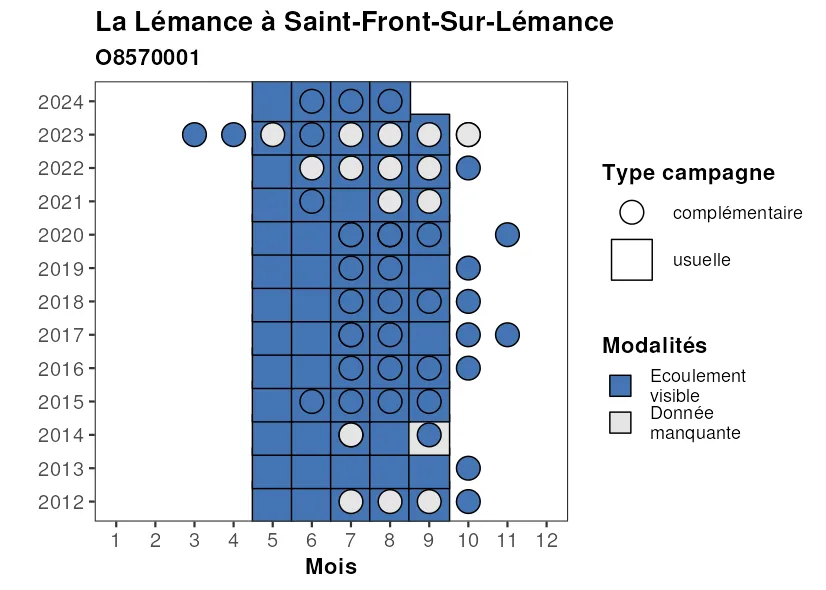 La Lémance à Saint-Front-Sur-Lémance
O8570001
2024
2023
2022
2021
2020
2019
2018
2017
2016
2015
2014
2013
2012
1 2 3 4 5 6 7 8 9 10 11 12
Mois
Type campagne
complémentaire
usuelle
Modalités
Ecoulement
visible
Donnée
manquante